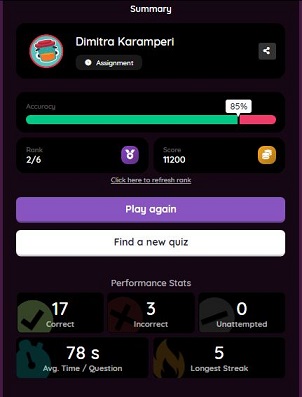 Summary
Dimitra Karamperi
Assignment
Accuracy
85%
Rank
2/6
Score
11200
Click here to refresh rank
Play again
Find a new quiz
Performance Stats
17
Correct
3
Incorrect
0
Unattempted
78 s
Avg. Time / Question
5
Longest Streak